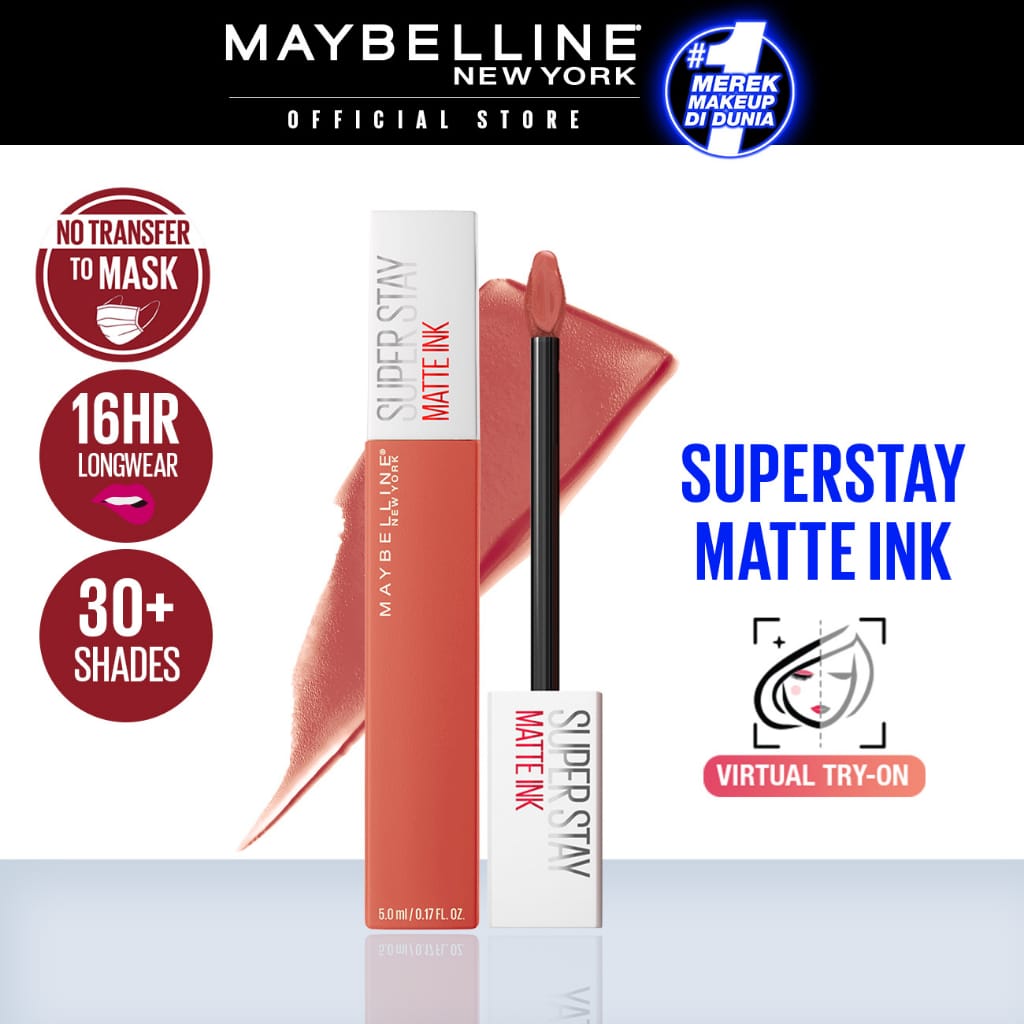 MAYBELLINE
NEW YORK
OFFICIAL STORE
#1
MEREK
MAKEUP
DI DUNIA
NO TRANSFER
TO MASK
16HR
LONGWEAR
30+
SHADES
SUPER STAY
MATTE INK
MAYBELLINE®
NEW YORK
5.0 ml / 0.17 FL. OZ.
SUPER STAY
MATTE INK
SUPERSTAY
MATTE INK
VIRTUAL TRY-ON